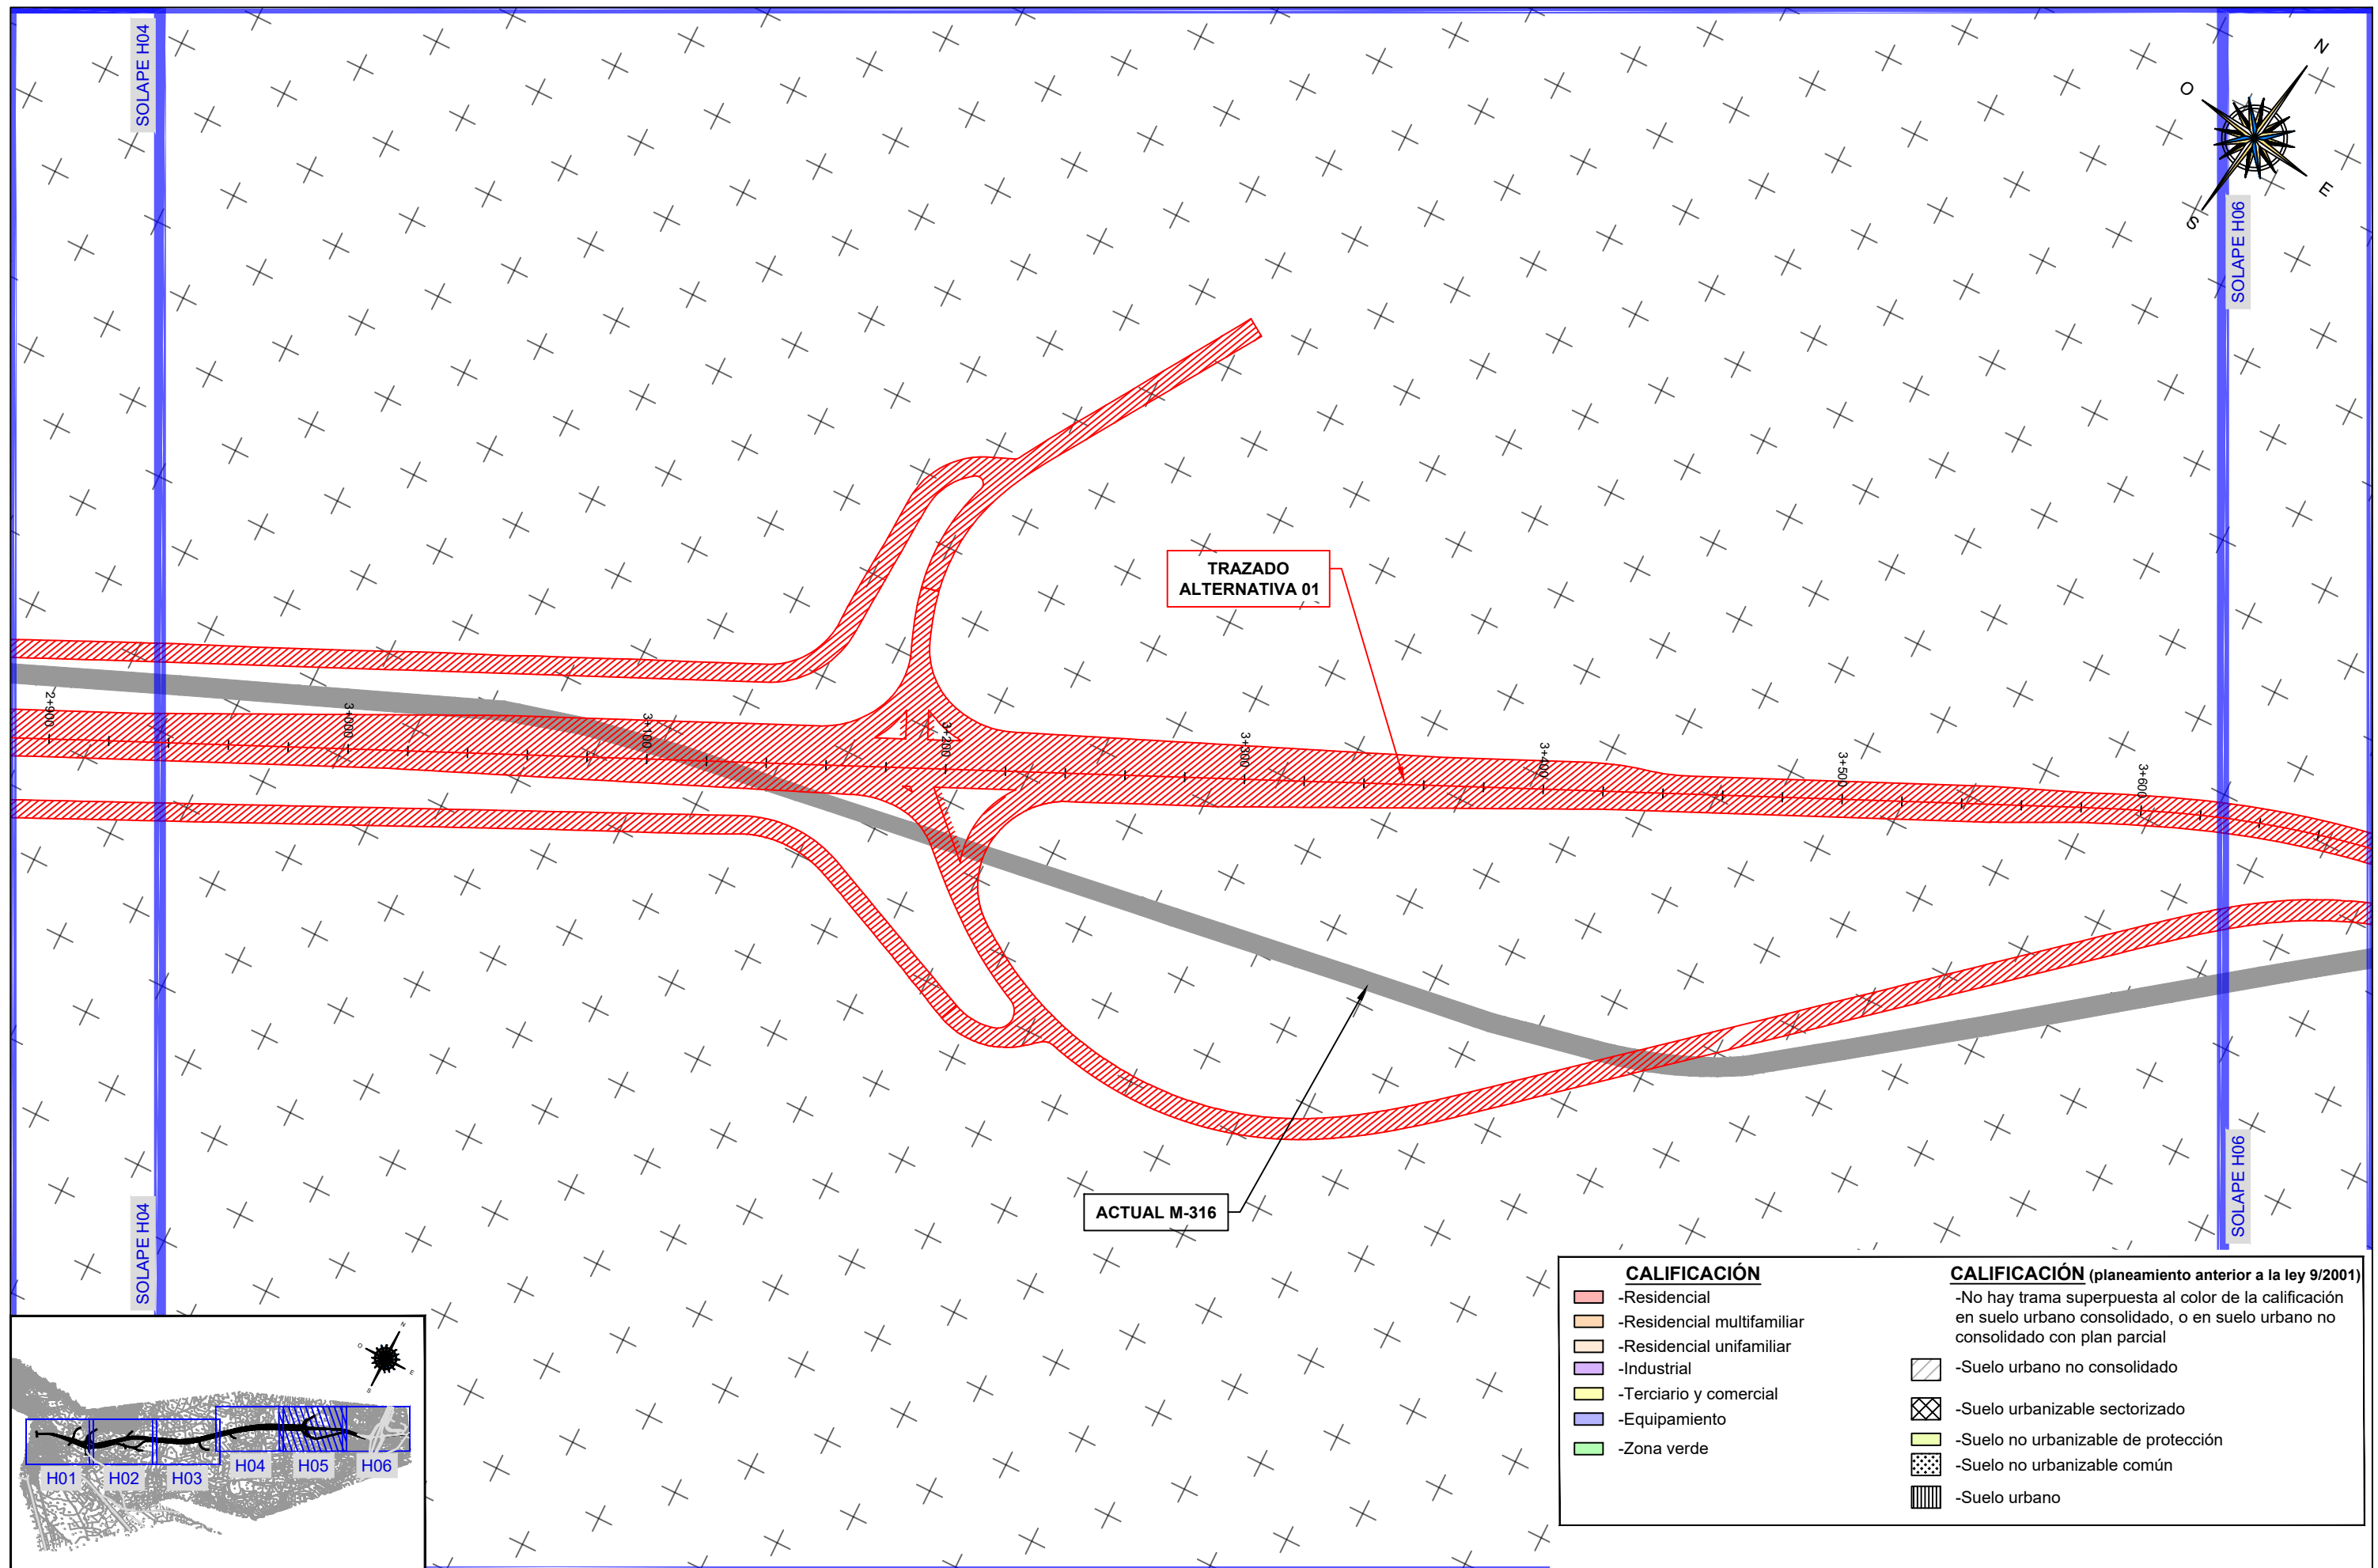 SOLAPE H04
N
O
E
S
SOLAPE H06
TRAZADO
ALTERNATIVA 01
2+900
3+000
3+100
3+200
3+300
3+400
3+500
3+600
ACTUAL M-316
SOLAPE H04
SOLAPE H06
N
O
E
S
H01
H02
H03
H04
H05
H06
CALIFICACIÓN
-Residencial
-Residencial multifamiliar
-Residencial unifamiliar
-Industrial
-Terciario y comercial
-Equipamiento
-Zona verde
CALIFICACIÓN (planeamiento anterior a la ley 9/2001)
-No hay trama superpuesta al color de la calificación
en suelo urbano consolidado, o en suelo urbano no
consolidado con plan parcial
-Suelo urbano no consolidado
-Suelo urbanizable sectorizado
-Suelo no urbanizable de protección
-Suelo no urbanizable común
-Suelo urbano